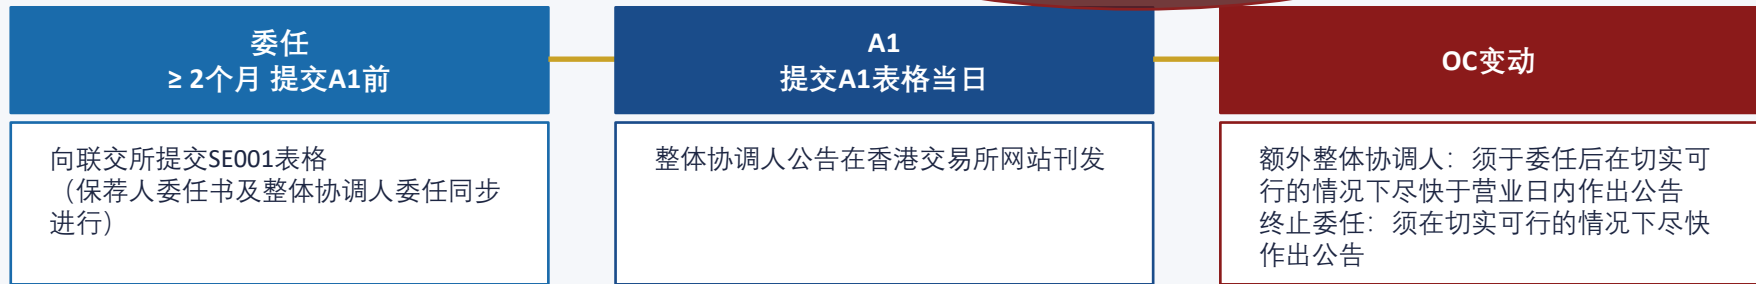 委任
≥ 2个月 提交A1前
向联交所提交SE001表格
（保荐人委任书及整体协调人委任同步
进行）
A1
提交A1表格当日
整体协调人公告在香港交易所网站刊发
OC变动
额外整体协调人：须于委任后在切实可
行的情况下尽快于营业日内作出公告
终止委任：须在切实可行的情况下尽快
作出公告